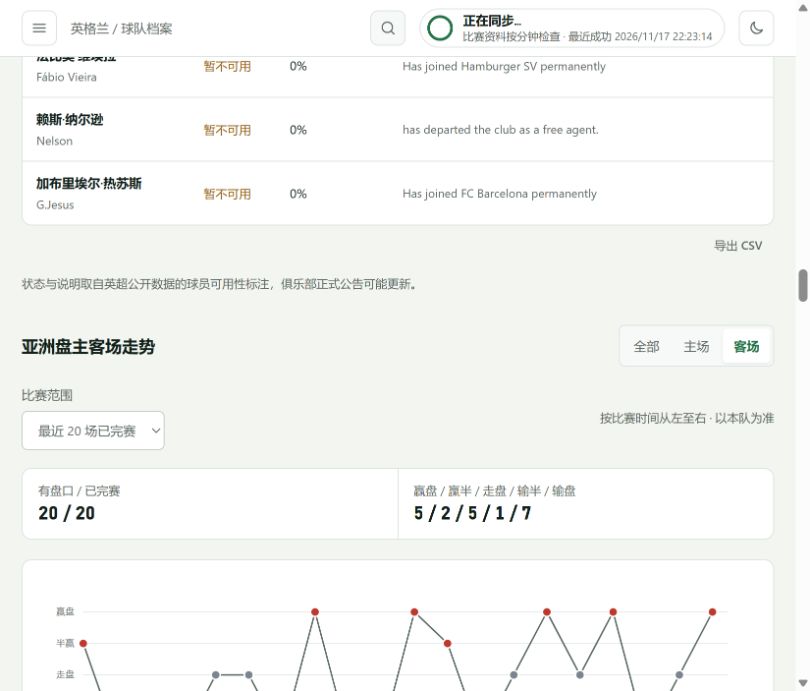 英格兰 / 球队档案
正在同步...
比赛资料按分钟检查 · 最近成功 2026/11/17 22:23:14
Fábio Vieira
暂不可用
0%
Has joined Hamburger SV permanently
赖斯·纳尔逊
Nelson
暂不可用
0%
has departed the club as a free agent.
加布里埃尔·热苏斯
G.Jesus
暂不可用
0%
Has joined FC Barcelona permanently
导出 CSV
状态与说明取自英超公开数据的球员可用性标注，俱乐部正式公告可能更新。
亚洲盘主客场走势
全部
主场
客场
比赛范围
最近 20 场已完赛
按比赛时间从左至右 · 以本队为准
有盘口 / 已完赛
20 / 20
赢盘 / 赢半 / 走盘 / 输半 / 输盘
5 / 2 / 5 / 1 / 7
赢盘
半赢
走盘